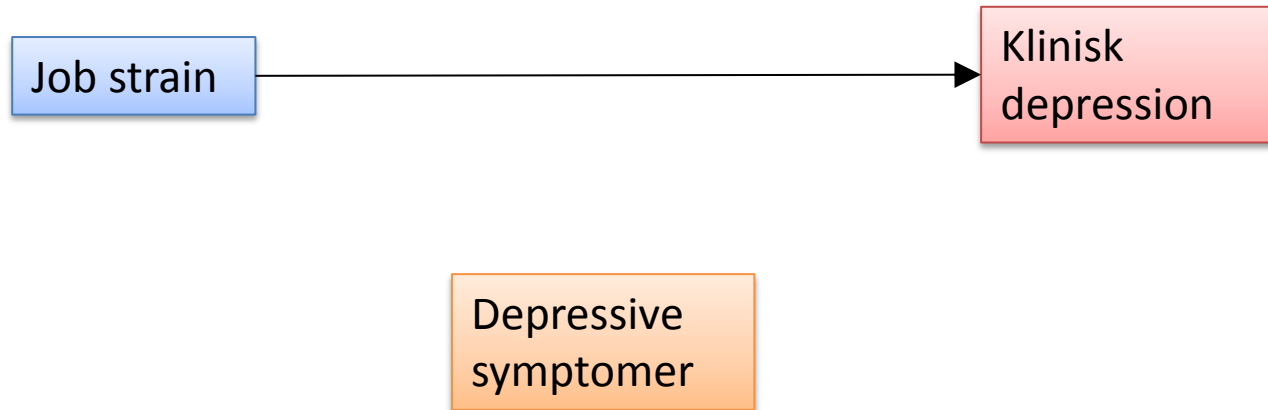 Job strain
Klinisk
depression
Depressive
symptomer